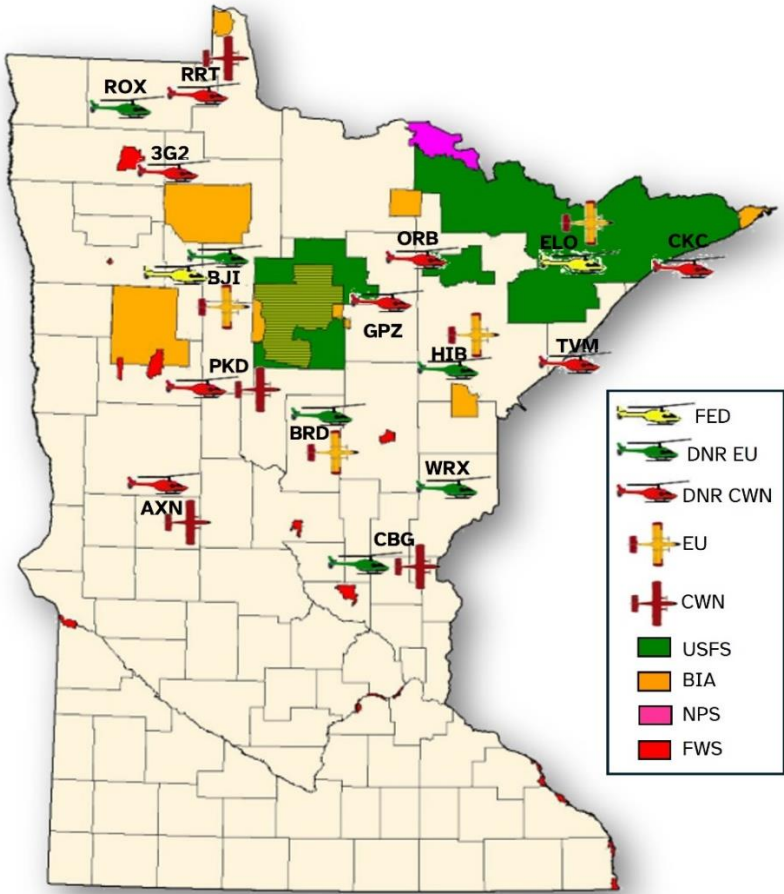 RRT
ROX
3G2
ORB
ELO
CKC
BJI
GPZ
HIB
TVM
PKD
BRD
WRX
AXN
CBG
FED
DNR EU
DNR CWN
EU
CWN
USFS
BIA
NPS
FWS